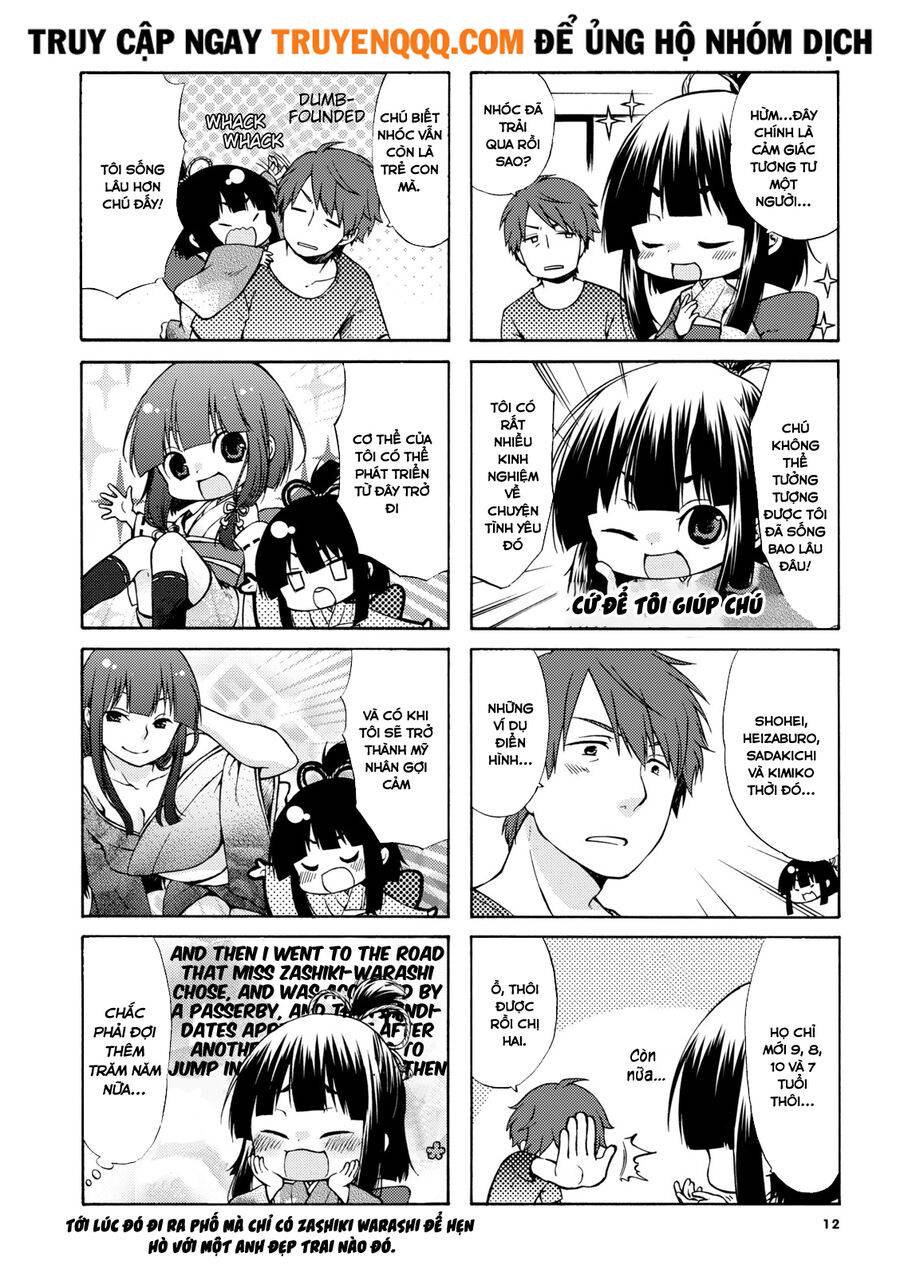 TRUY CẬP NGAY TRUYENQQQ.COM ĐỂ ỦNG HỘ NHÓM DỊCH
HỪM...ĐÂY
CHÍNH LÀ
CẢM GIÁC
TƯƠNG TƯ
MỘT
NGƯỜI...
NHÓC ĐÃ
TRẢI
QUA RỒI
SAO?
CHÚ
KHÔNG
THỂ
TƯỞNG
TƯỢNG
ĐƯỢC TÔI
ĐÃ SỐNG
BAO LÂU
ĐÂU!
TÔI CÓ
RẤT
NHIỀU
KINH
NGHIỆM
VỀ
CHUYỆN
TÌNH YÊU
ĐÓ
CỨ ĐỂ TÔI GIÚP CHÚ
SHOHEI,
HEIZABURO,
SADAKICHI
VÀ KIMIKO
THỜI ĐÓ...
NHỮNG
VÍ DỤ
ĐIỂN
HÌNH...
HỌ CHỈ
MỚI 9, 8,
10 VÀ 7
TUỔI
THÔI...
Ồ, THÔI
ĐƯỢC
RỒI CHỊ
HAI.
Còn
nữa...
CHÚ BIẾT
NHÓC VẪN
CÒN LÀ
TRẺ CON
MÀ.
DUMB-
FOUNDED
WHACK
WHACK
TÔI SỐNG
LÂU HƠN
CHÚ ĐẤY!
CƠ THỂ CỦA
TÔI CÓ THỂ
PHÁT TRIỂN
TỪ ĐÂY TRỞ
ĐI
VÀ CÓ KHI
TÔI SẼ TRỞ
THÀNH MỸ
NHÂN GỢI
CẢM
AND THEN I WENT TO THE ROAD
THAT MISS ZASHIKI-WARASHI
CHOSE, AND WAS BY
A PASSERBY, AND
DATES AFTER
TO
JUMP IN THEN
CHẮC
PHẢI ĐỢI
THÊM
TRĂM NĂM
NỮA...
TỚI LÚC ĐÓ ĐI RA PHỐ MÀ CHỈ CÓ ZASHIKI WARASHI ĐỂ HẸN
HÒ VỚI MỘT ANH ĐẸP TRAI NÀO ĐÓ.
12